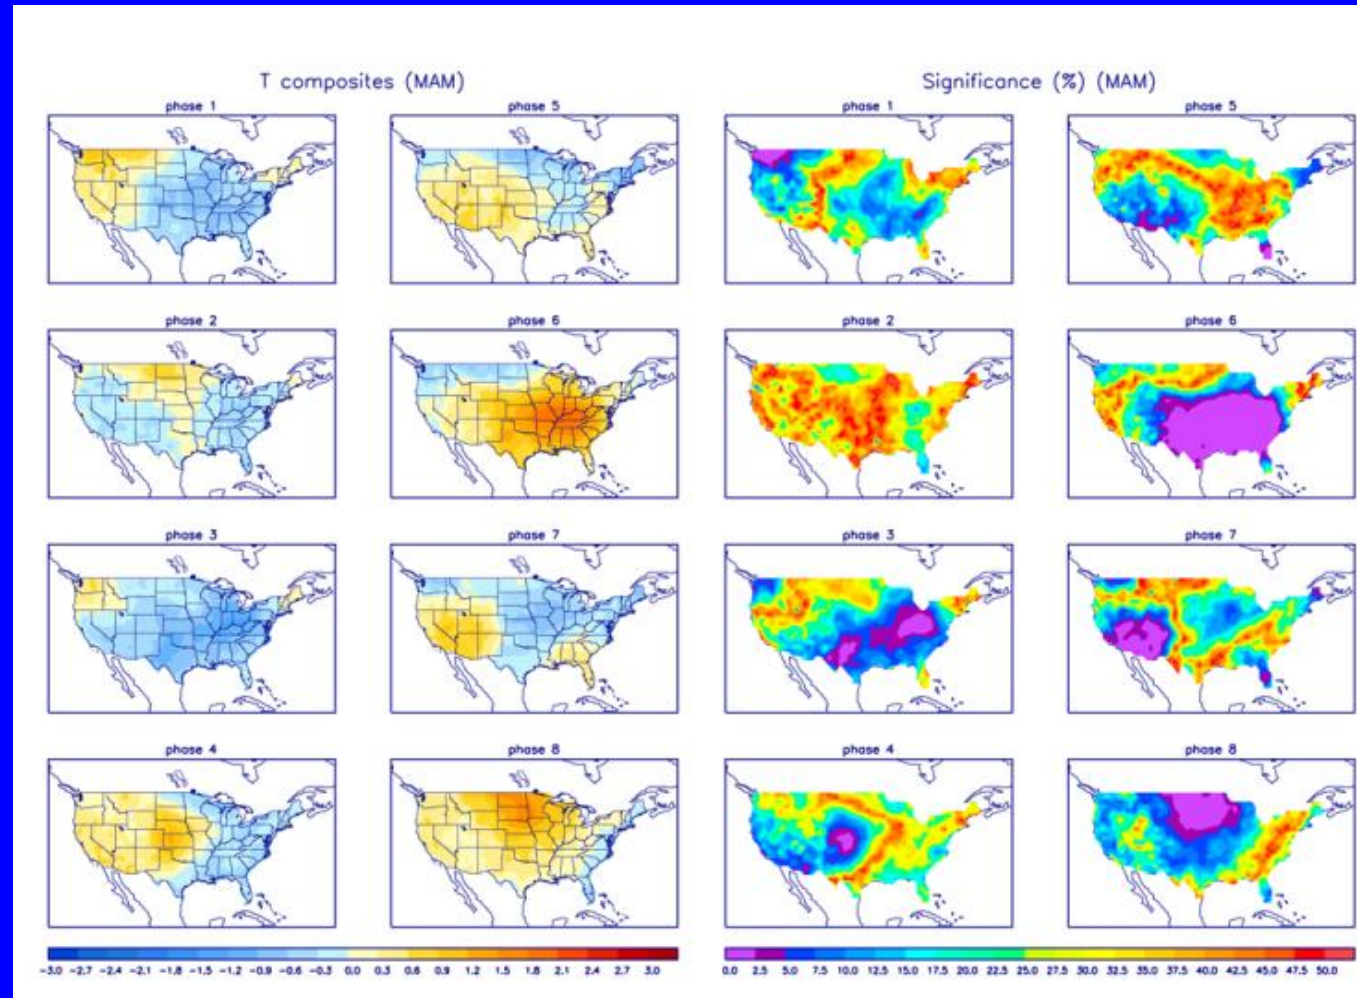 T composites (MAM)
Significance (%) (MAM)
phase 1
phase 5
phase 1
phase 5
phase 2
phase 6
phase 2
phase 6
phase 3
phase 7
phase 3
phase 7
phase 4
phase 8
phase 4
phase 8
-3.0 -2.7 -2.4 -2.1 -1.8 -1.5 -1.2 -0.9 -0.6 -0.3 0.0 0.3 0.6 0.9 1.2 1.5 1.8 2.1 2.4 2.7 3.0
0.0 2.5 5.0 7.5 10.0 12.5 15.0 17.5 20.0 22.5 25.0 27.5 30.0 32.5 35.0 37.5 40.0 42.5 45.0 47.5 50.0